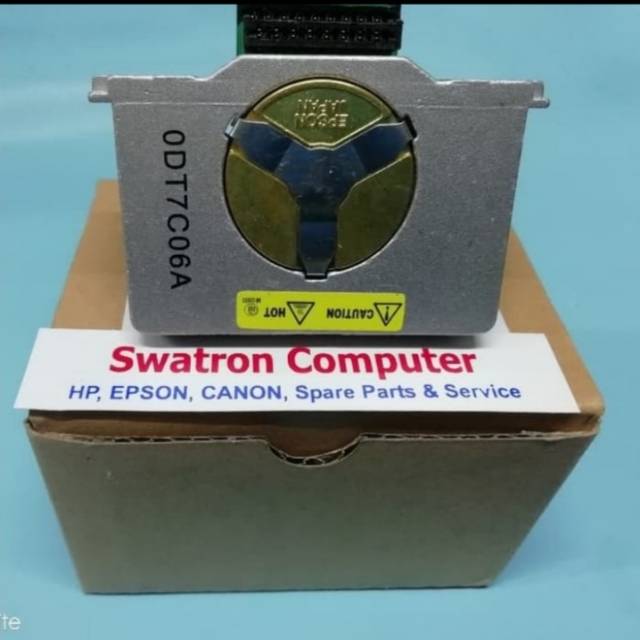 EPSON
JAPAN
0DT7C06A
CAUTION HOT
Swatron Computer
HP, EPSON, CANON, Spare Parts & Service